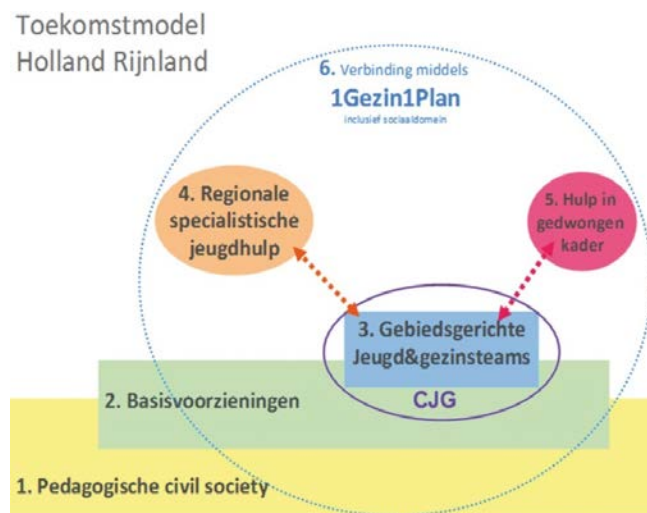 Toekomstmodel
Holland Rijnland
6. Verbinding middels
1Gezin1Plan
inclusief sociaaldomein
4. Regionale
specialistische
jeugdhulp
5. Hulp in
gedwongen
kader
3. Gebiedsgerichte
Jeugd&gezinsteams
CJG
2. Basisvoorzieningen
1. Pedagogische civil society